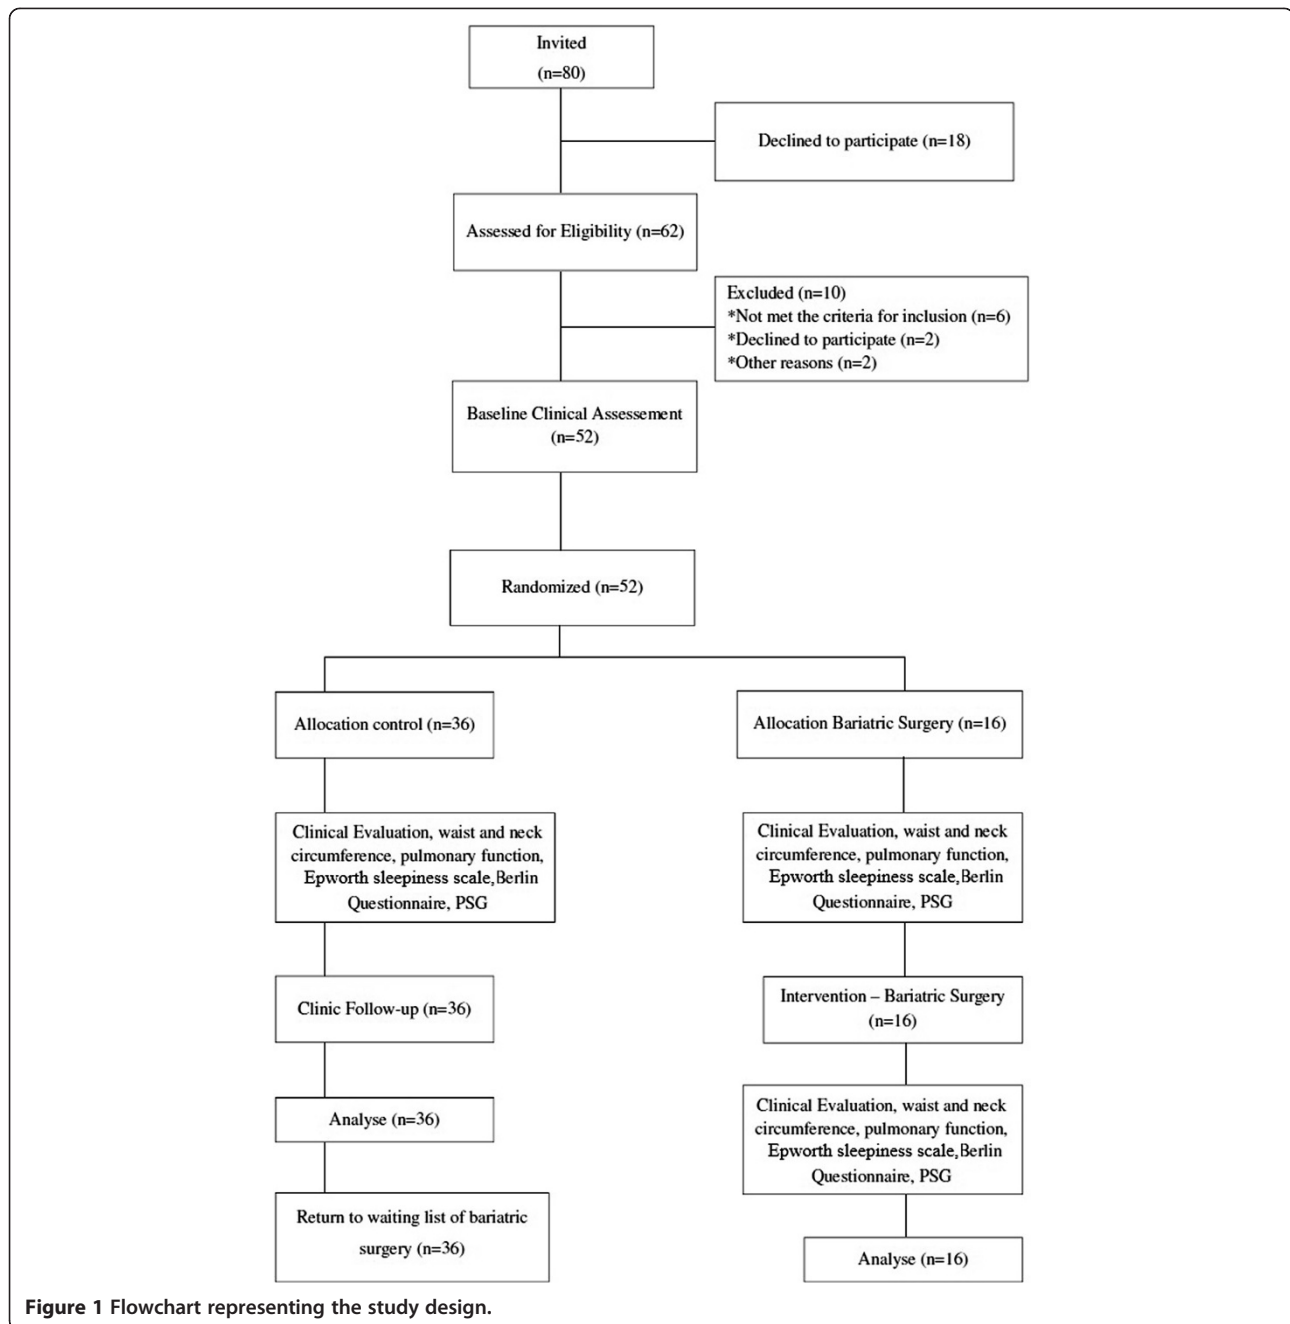 Invited
(n=80)
Declined to participate (n=18)
Assessed for Eligibility (n=62)
Excluded (n=10)
*Not met the criteria for inclusion (n=6)
*Declined to participate (n=2)
*Other reasons (n=2)
Baseline Clinical Assessement
(n=52)
Randomized (n=52)
Allocation control (n=36)
Allocation Bariatric Surgery (n=16)
Clinical Evaluation, waist and neck
circumference, pulmonary function,
Epworth sleepiness scale,Berlin
Questionnaire, PSG
Clinical Evaluation, waist and neck
circumference, pulmonary function,
Epworth sleepiness scale,Berlin
Questionnaire, PSG
Clinic Follow-up (n=36)
Intervention – Bariatric Surgery
(n=16)
Analyse (n=36)
Clinical Evaluation, waist and neck
circumference, pulmonary function,
Epworth sleepiness scale,Berlin
Questionnaire, PSG
Return to waiting list of bariatric
surgery (n=36)
Analyse (n=16)
Figure 1 Flowchart representing the study design.